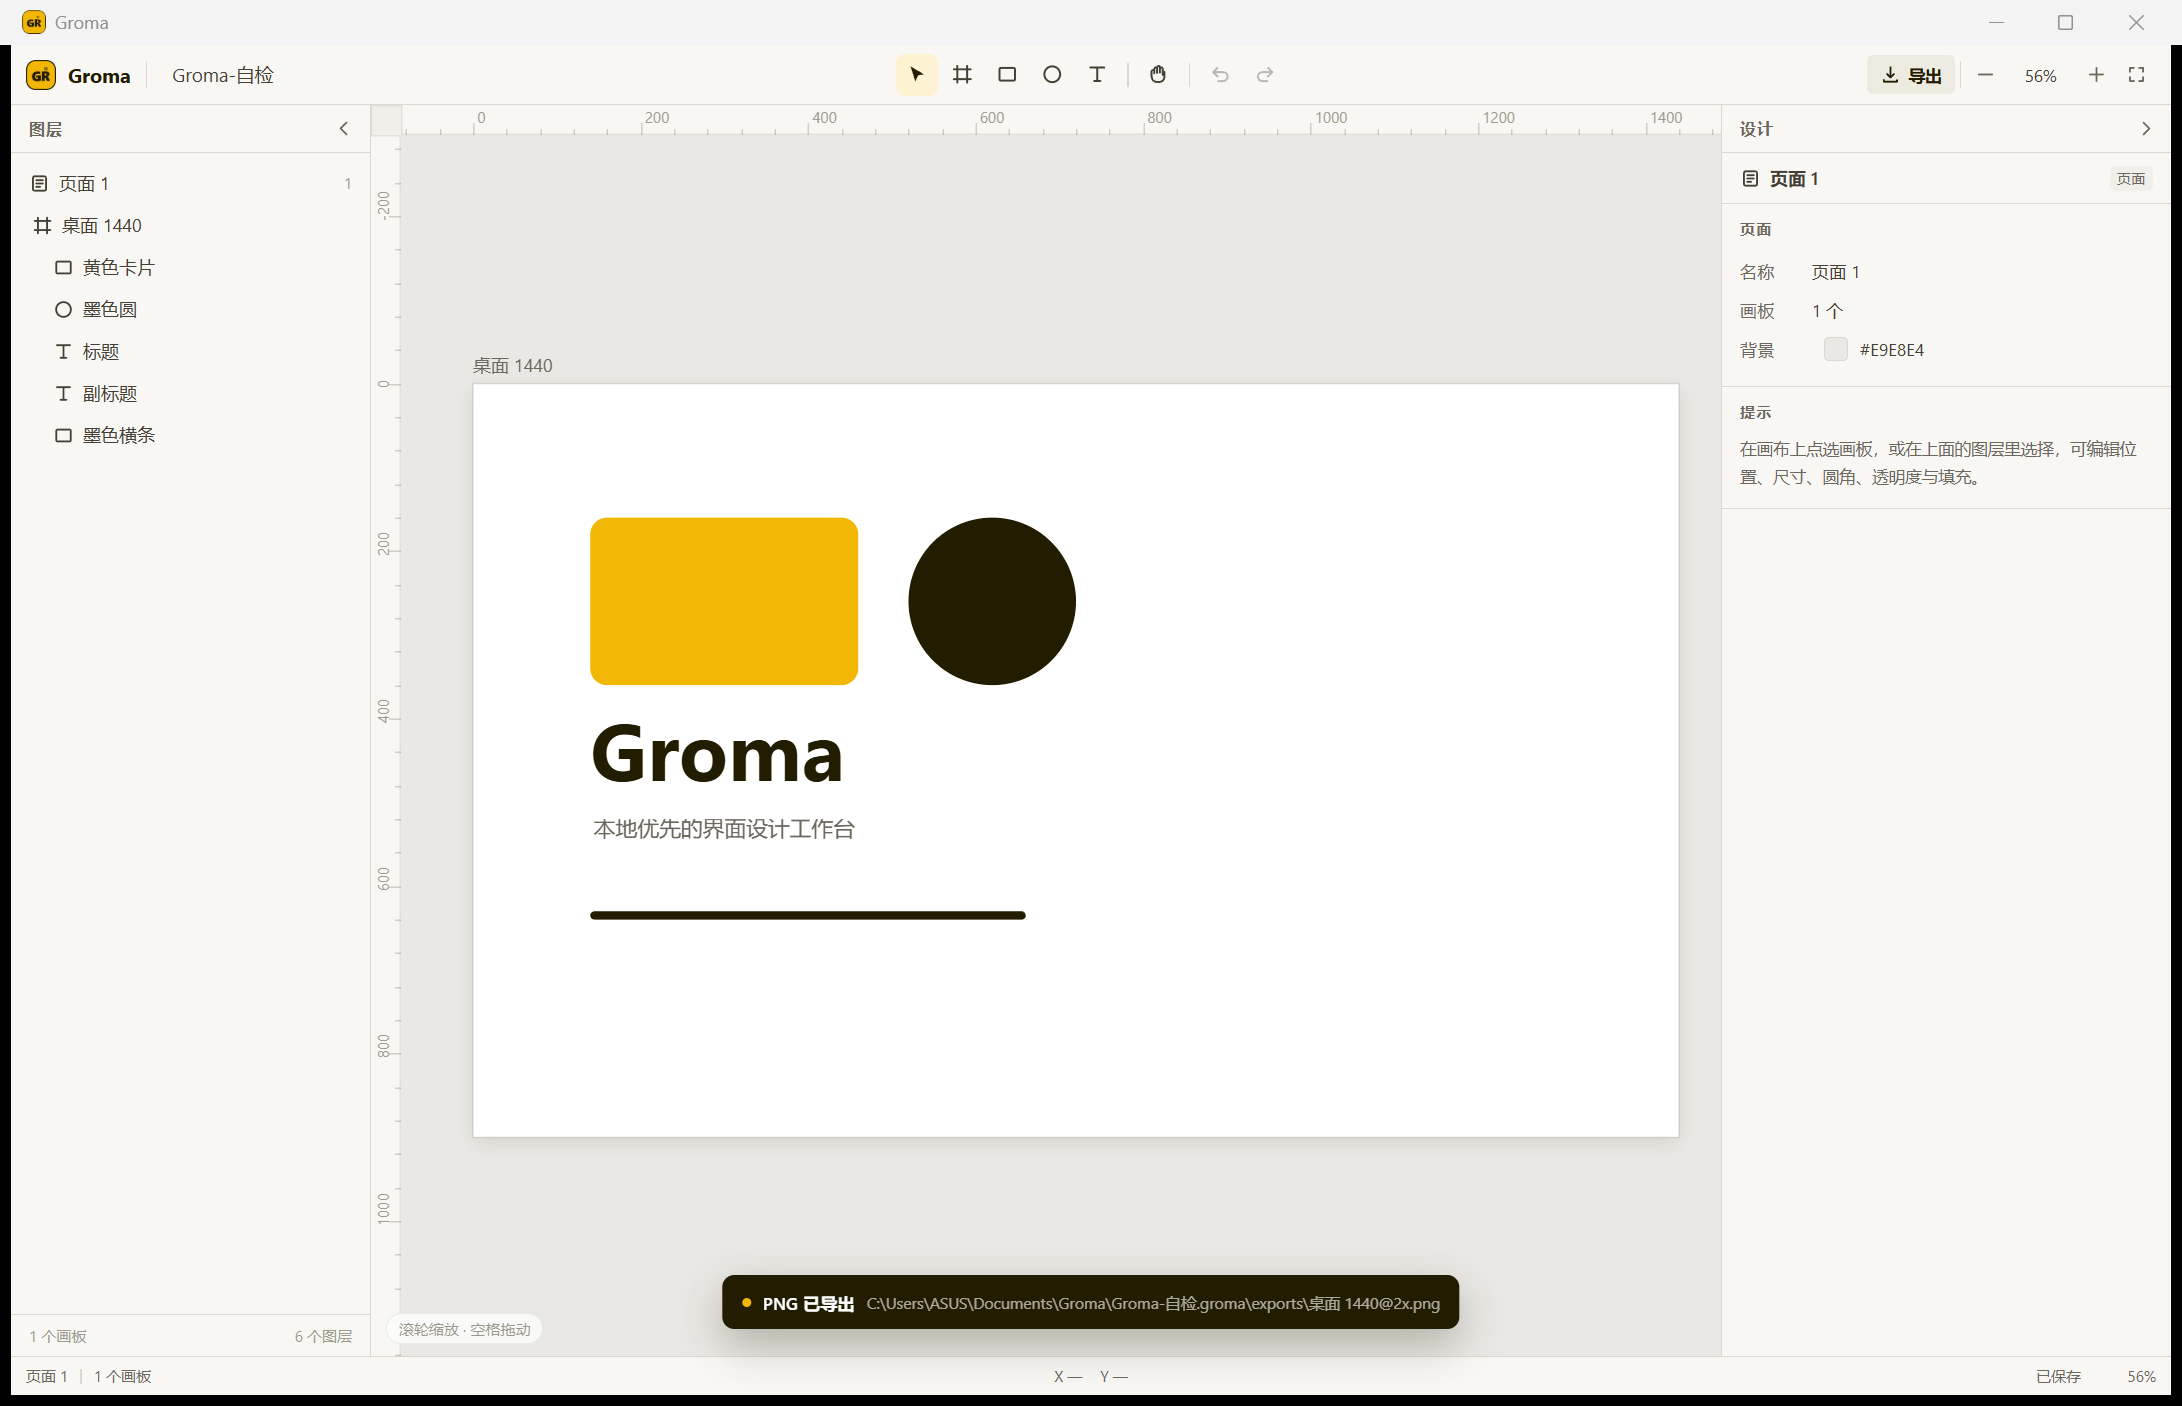 GR Groma
GR Groma Groma-自检
导出 56%
图层
0 200 400 600 800 1000 1200 1400
设计
页面 1 1
桌面 1440
黄色卡片
墨色圆
标题
副标题
墨色横条
-200
0
200
400
600
800
1000
桌面 1440
Groma
本地优先的界面设计工作台
页面 1 页面
页面
名称 页面 1
画板 1 个
背景 #E9E8E4
提示
在画布上点选画板，或在上面的图层里选择，可编辑位
置、尺寸、圆角、透明度与填充。
PNG 已导出 C:\Users\ASUS\Documents\Groma\Groma-自检.groma\exports\桌面 1440@2x.png
1 个画板 6 个图层
滚轮缩放 · 空格拖动
页面 1 1 个画板 X — Y — 已保存 56%